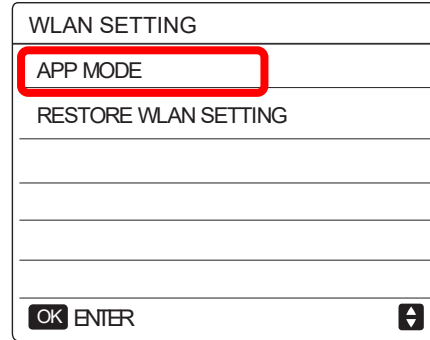 WLAN SETTING
APP MODE
RESTORE WLAN SETTING
OK ENTER